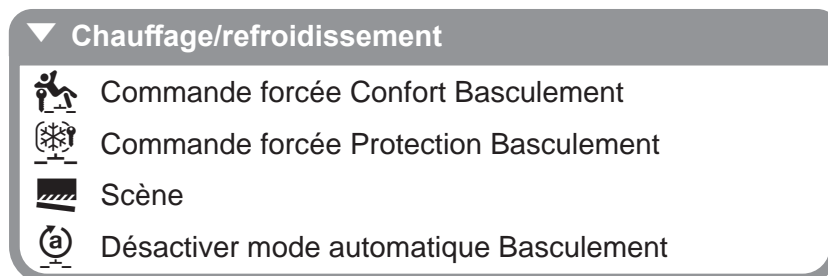 Chauffage/refroidissement
Commande forcée Confort Basculement
Commande forcée Protection Basculement
Scène
a Désactiver mode automatique Basculement